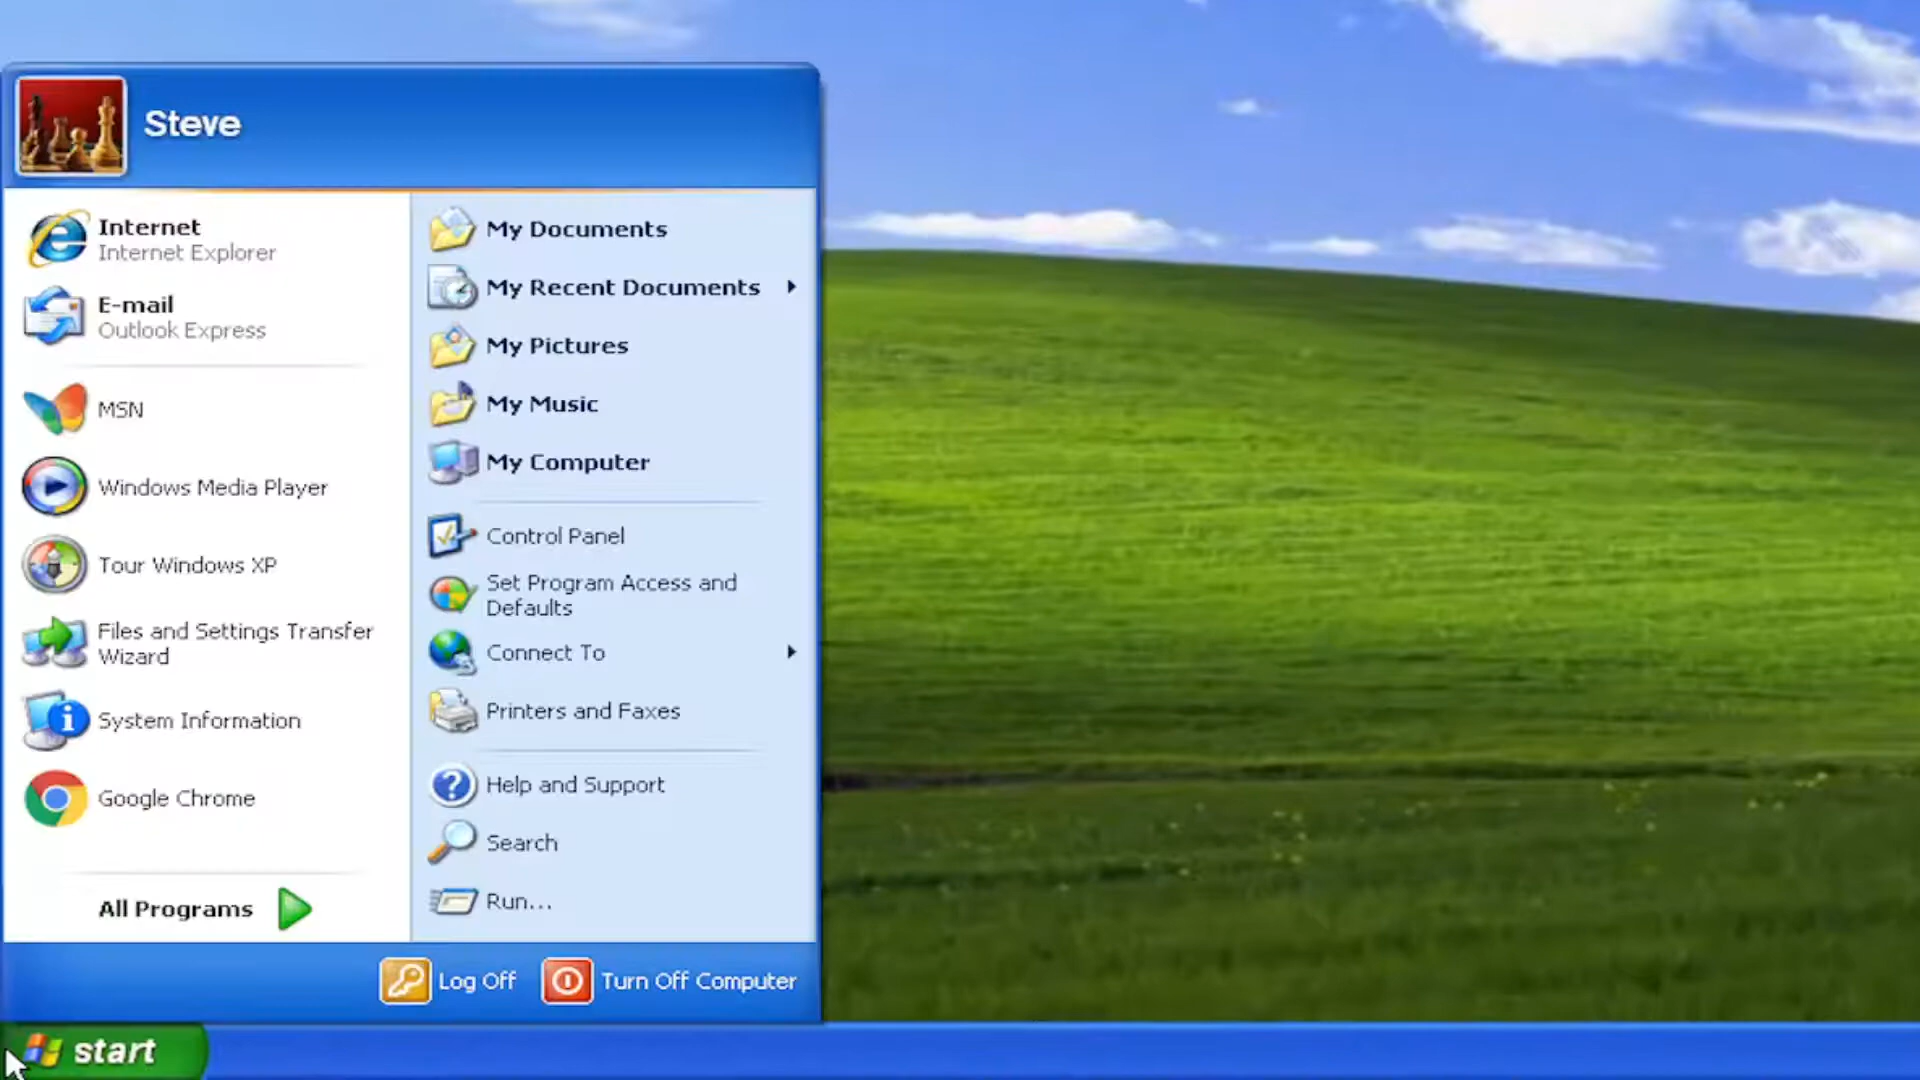 Steve
Internet
Internet Explorer
E-mail
Outlook Express
MSN
Windows Media Player
Tour Windows XP
Files and Settings Transfer
Wizard
System Information
Google Chrome
All Programs
My Documents
My Recent Documents
My Pictures
My Music
My Computer
Control Panel
Set Program Access and
Defaults
Connect To
Printers and Faxes
Help and Support
Search
Run...
Log Off
Turn Off Computer
start